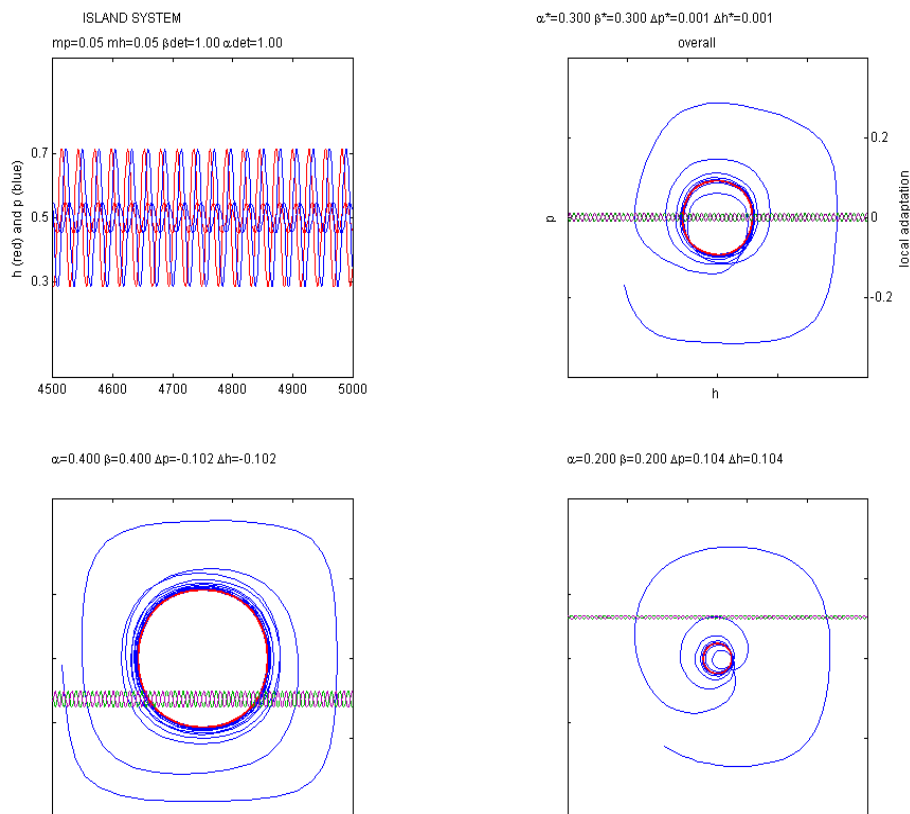 ISLAND SYSTEM
mp=0.05 mh=0.05 βdet=1.00 αdet=1.00
h (red) and p (blue)
0.7
0.5
0.3
4500 4600 4700 4800 4900 5000
α*=0.300 β*=0.300 Δp*=0.001 Δh*=0.001
overall
p
0.2
0
-0.2
local adaptation
h
α=0.400 β=0.400 Δp=-0.102 Δh=-0.102
α=0.200 β=0.200 Δp=0.104 Δh=0.104